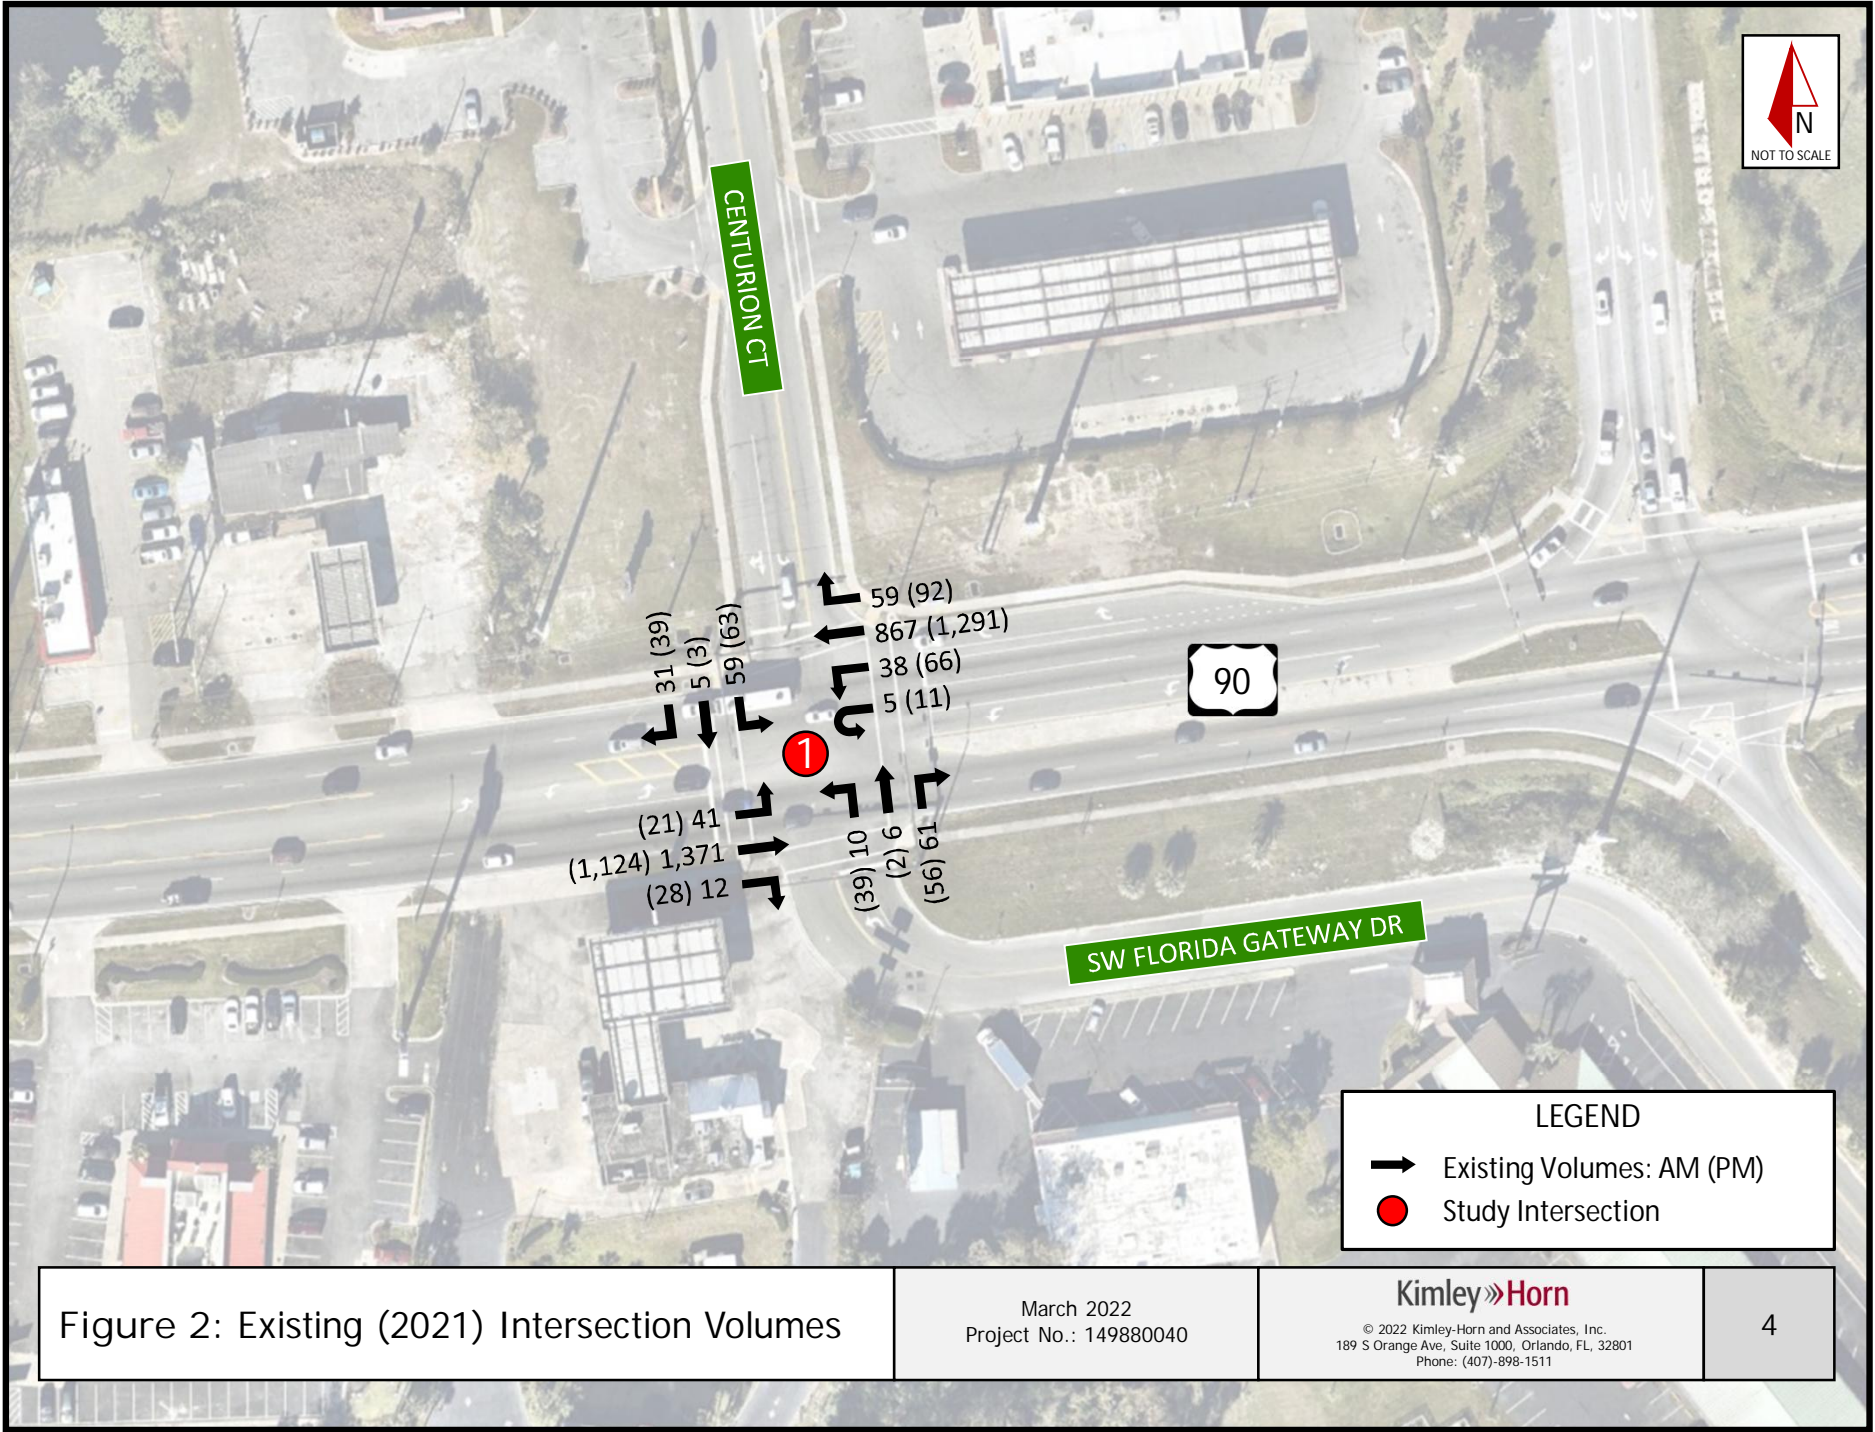 N
NOT TO SCALE
CENTURION CT
59 (92)
867 (1,291)
38 (66)
5 (11)
31 (39)
5 (3)
59 (63)
90
1
(21) 41
(1,124) 1,371
(28) 12
(39) 10
(2) 6
(56) 61
SW FLORIDA GATEWAY DR
LEGEND
Existing Volumes: AM (PM)
Study Intersection
Figure 2: Existing (2021) Intersection Volumes
March 2022
Project No.: 149880040
Kimley»Horn
© 2022 Kimley-Horn and Associates, Inc.
189 S Orange Ave, Suite 1000, Orlando, FL, 32801
Phone: (407)-898-1511
4